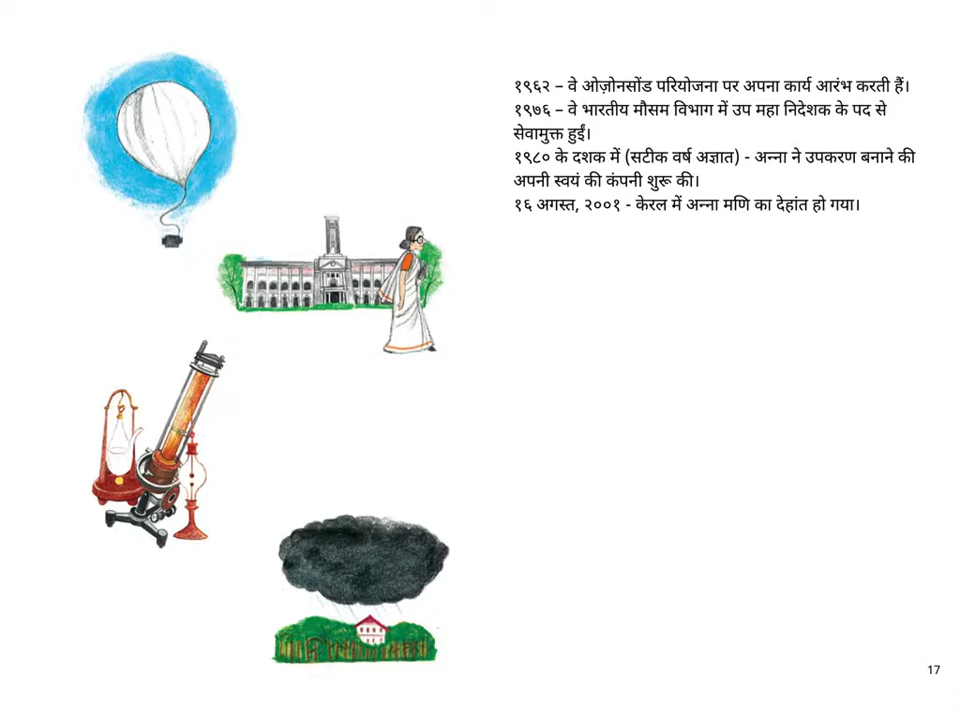 १९६२ – वे ओज़ोनसोंड परियोजना पर अपना कार्य आरंभ करती हैं।
१९७६ – वे भारतीय मौसम विभाग में उप महा निदेशक के पद से
सेवामुक्त हुईं।
१९८० के दशक में (सटीक वर्ष अज्ञात) - अन्ना ने उपकरण बनाने की
अपनी स्वयं की कंपनी शुरू की।
१६ अगस्त, २००१ - केरल में अन्ना मणि का देहांत हो गया।
17